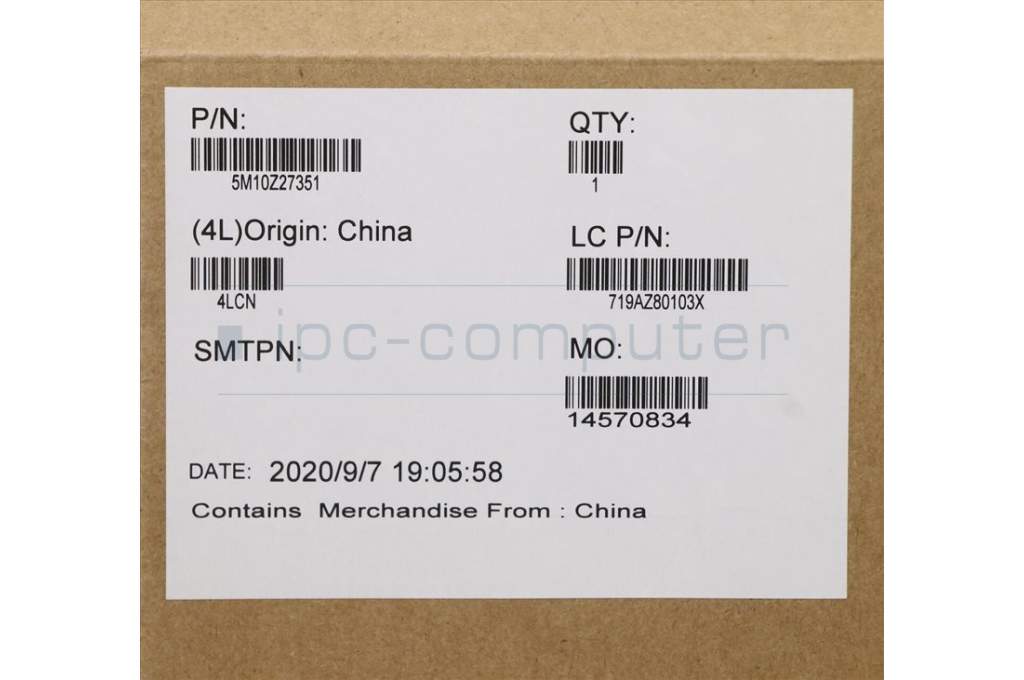 P/N:
QTY:
5M10Z27351
1
(4L)Origin: China
LC P/N:
4LCN
719AZ80103X
ipc-computer
SMTPN:
MO:
14570834
DATE: 2020/9/7 19:05:58
Contains Merchandise From : China